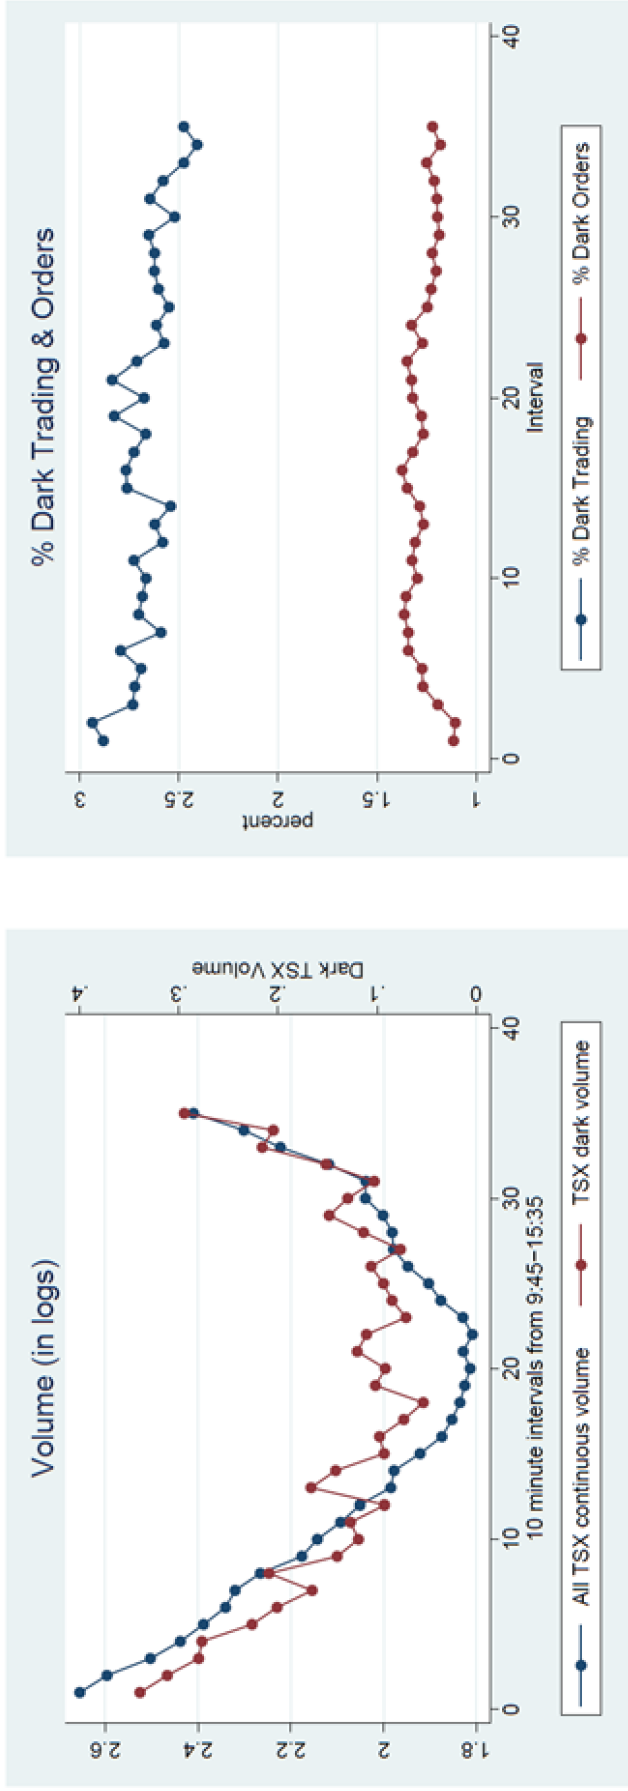 Volume (in logs)
2.6
2.4
2.2
2
1.8
.4
.3
.2
.1
0
Dark TSX Volume
0 10 20 30 40
10 minute intervals from 9:45−15:35
All TSX continuous volume TSX dark volume
% Dark Trading & Orders
3
2.5
2
1.5
1
percent
0 10 20 30 40
Interval
% Dark Trading % Dark Orders